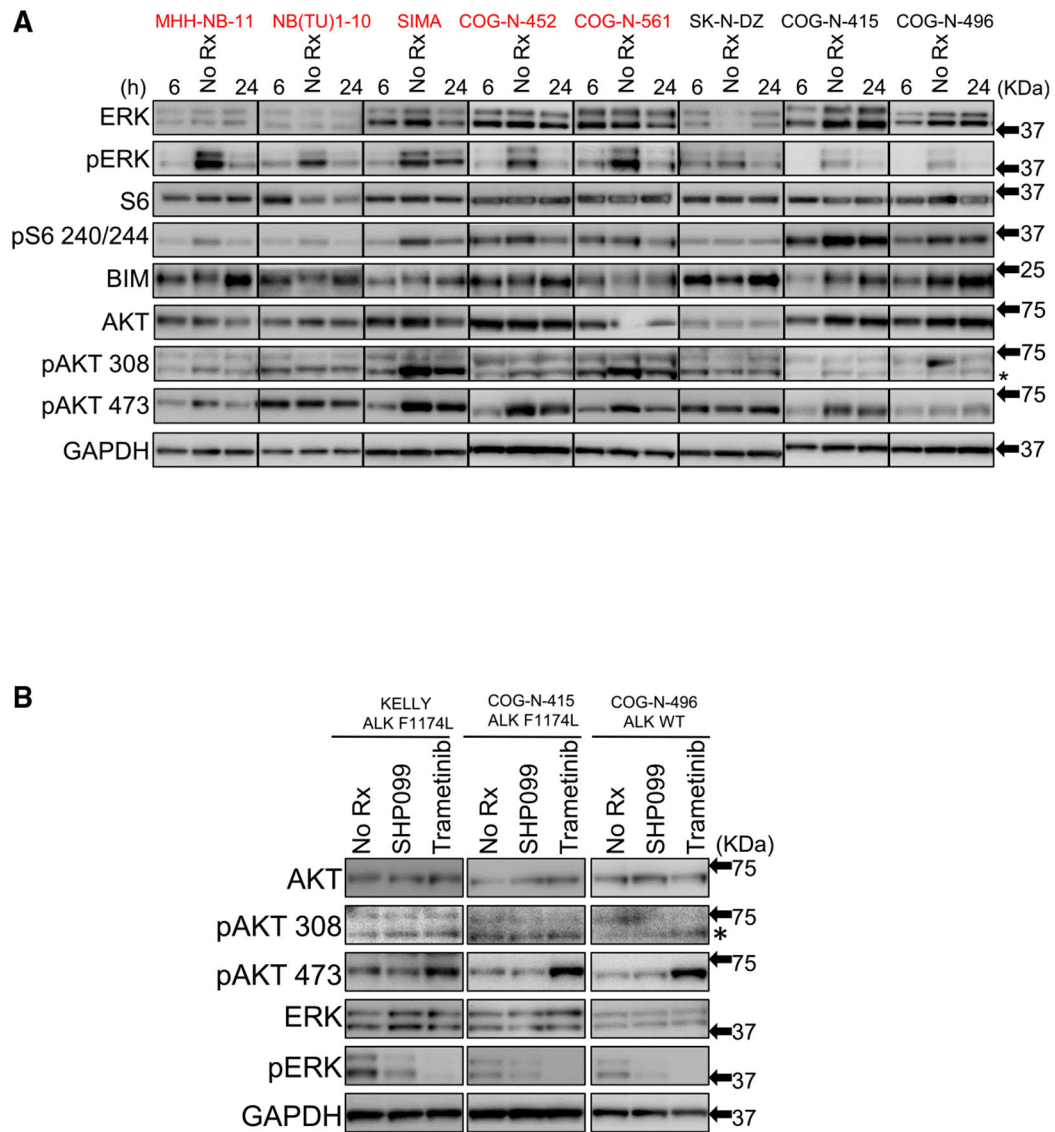 A
MHH-NB-11 NB(TU)1-10 SIMA COG-N-452 COG-N-561 SK-N-DZ COG-N-415 COG-N-496
(h) 6 No Rx 24 6 No Rx 24 6 No Rx 24 6 No Rx 24 6 No Rx 24 6 No Rx 24 6 No Rx 24 6 No Rx 24 (KDa)
ERK 37
pERK 37
S6 37
pS6 240/244 37
BIM 25
AKT 75
pAKT 308 75
*
pAKT 473 75
GAPDH 37
B
KELLY COG-N-415 COG-N-496
ALK F1174L ALK F1174L ALK WT
No Rx SHP099 Trametinib No Rx SHP099 Trametinib No Rx SHP099 Trametinib (KDa)
AKT 75
pAKT 308 75
*
pAKT 473 75
ERK 37
pERK 37
GAPDH 37